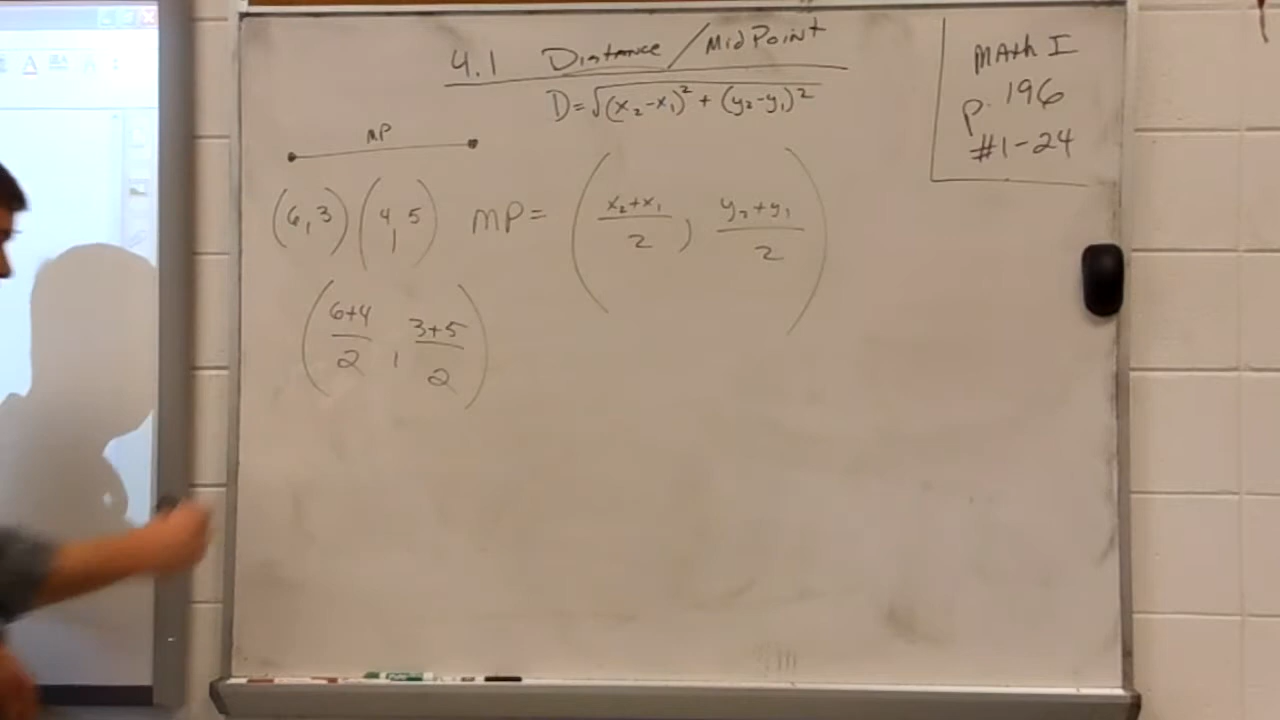 4.1 Distance / MidPoint
D=√(x₂-x₁)² + (y₂-y₁)²
MP
(6,3) (4,5) MP = (x₂+x₁/2, y₂+y₁/2)
(6+4/2, 3+5/2)
MAth I
p. 196
#1-24